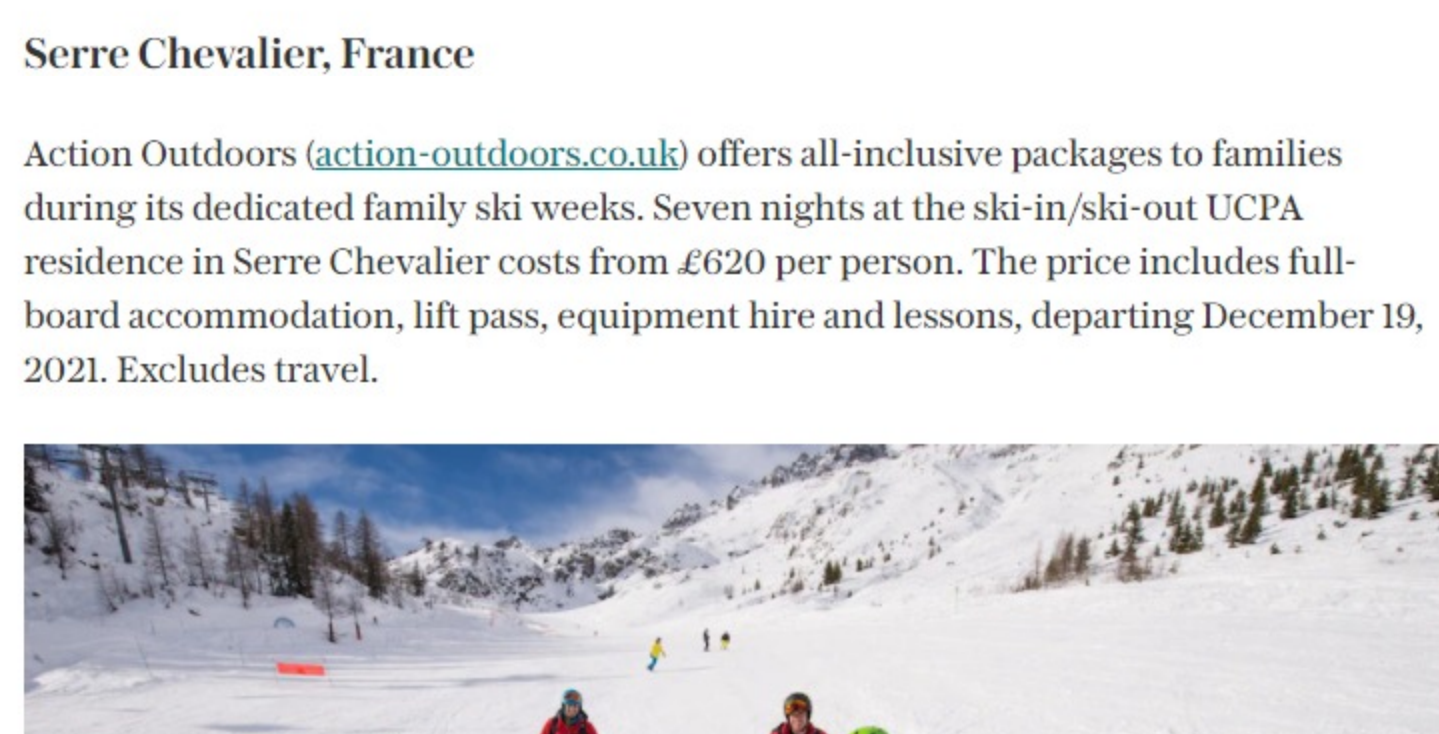 Serre Chevalier, France
Action Outdoors (action-outdoors.co.uk) offers all-inclusive packages to families
during its dedicated family ski weeks. Seven nights at the ski-in/ski-out UCPA
residence in Serre Chevalier costs from £620 per person. The price includes full-
board accommodation, lift pass, equipment hire and lessons, departing December 19,
2021. Excludes travel.